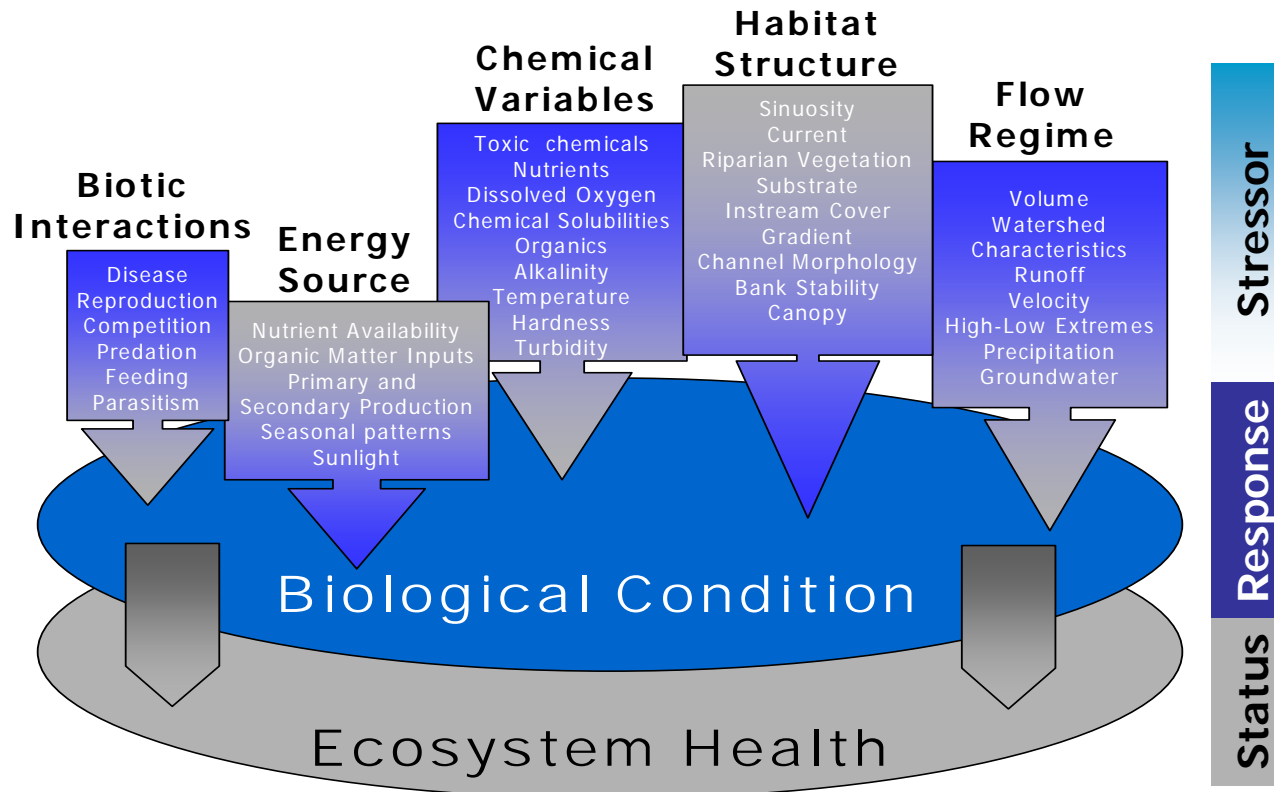 Biotic
Interactions
Disease
Reproduction
Competition
Predation
Feeding
Parasitism
Energy
Source
Nutrient Availability
Organic Matter Inputs
Primary and
Secondary Production
Seasonal patterns
Sunlight
Chemical
Variables
Toxic chemicals
Nutrients
Dissolved Oxygen
Chemical Solubilities
Organics
Alkalinity
Temperature
Hardness
Turbidity
Habitat
Structure
Sinuosity
Current
Riparian Vegetation
Substrate
Instream Cover
Gradient
Channel Morphology
Bank Stability
Canopy
Flow
Regime
Volume
Watershed
Characteristics
Runoff
Velocity
High-Low Extremes
Precipitation
Groundwater
Biological Condition
Ecosystem Health
Stressor
Response
Status